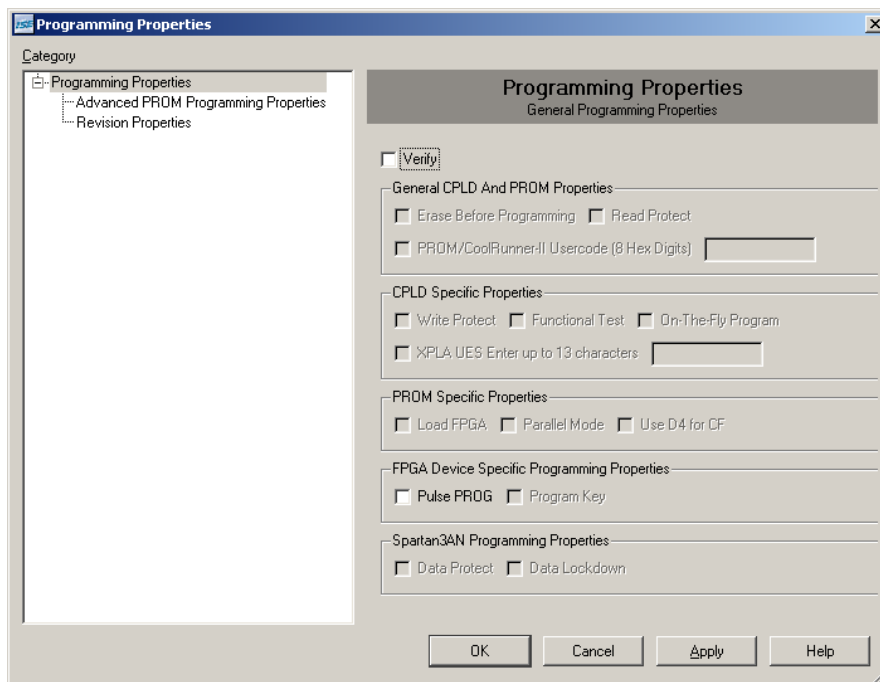 ISE Programming Properties
Category
Programming Properties
Advanced PROM Programming Properties
Revision Properties
Programming Properties
General Programming Properties
Verify
General CPLD And PROM Properties
Erase Before Programming Read Protect
PROM/CoolRunner-II Usercode (8 Hex Digits)
CPLD Specific Properties
Write Protect Functional Test On-The-Fly Program
XPLA UES Enter up to 13 characters
PROM Specific Properties
Load FPGA Parallel Mode Use D4 for CF
FPGA Device Specific Programming Properties
Pulse PROG Program Key
Spartan3AN Programming Properties
Data Protect Data Lockdown
OK Cancel Apply Help